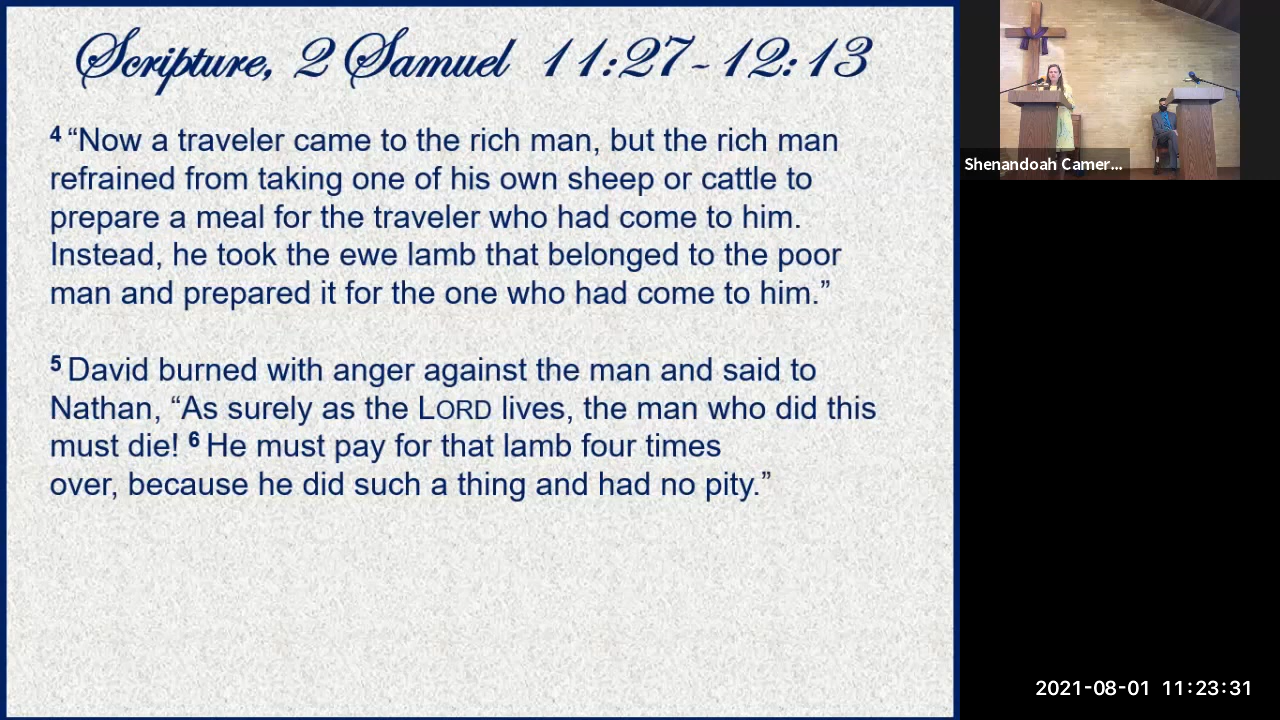 Scripture, 2 Samuel 11:27-12:13
4 “Now a traveler came to the rich man, but the rich man
refrained from taking one of his own sheep or cattle to
prepare a meal for the traveler who had come to him.
Instead, he took the ewe lamb that belonged to the poor
man and prepared it for the one who had come to him.”
5 David burned with anger against the man and said to
Nathan, “As surely as the LORD lives, the man who did this
must die! 6 He must pay for that lamb four times
over, because he did such a thing and had no pity.”
Shenandoah Camer...
2021-08-01 11:23:31